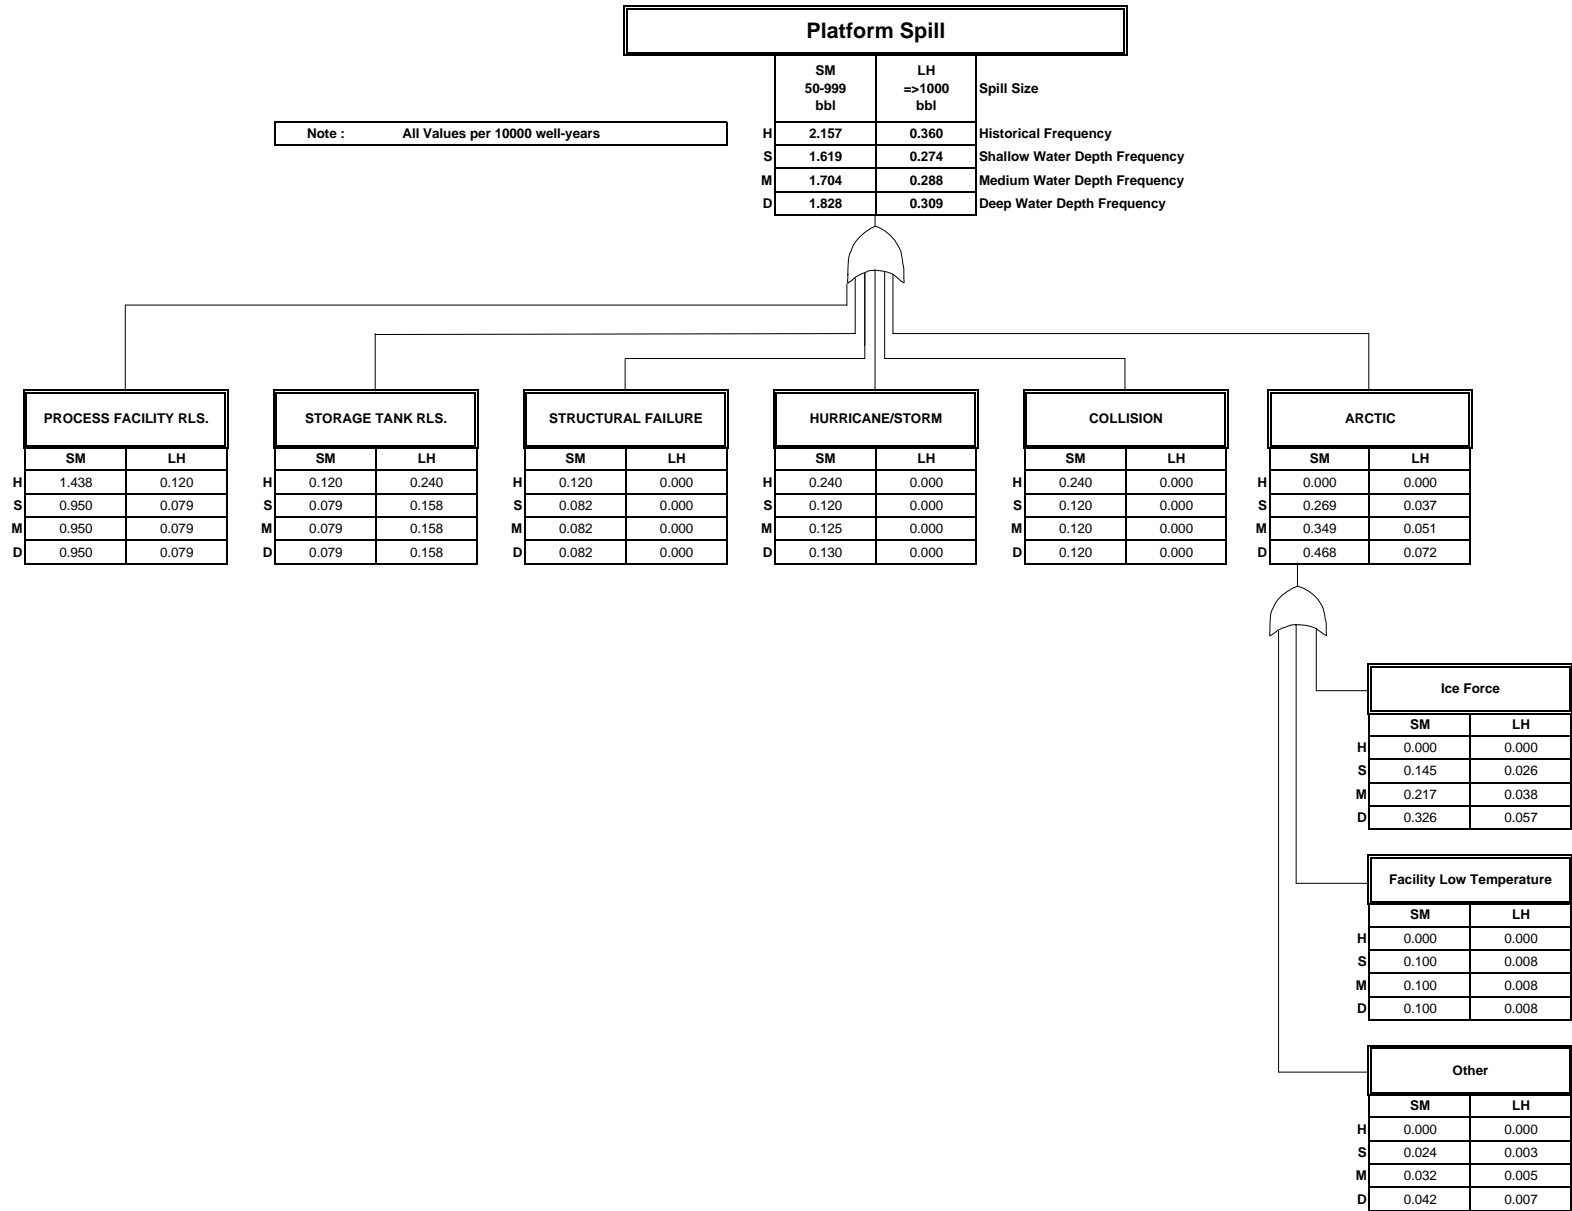 Platform Spill
SM LH
50-999 =>1000 Spill Size
bbl bbl
Note : All Values per 10000 well-years
H 2.157 0.360 Historical Frequency
S 1.619 0.274 Shallow Water Depth Frequency
M 1.704 0.288 Medium Water Depth Frequency
D 1.828 0.309 Deep Water Depth Frequency
PROCESS FACILITY RLS.
SM LH
H 1.438 0.120
S 0.950 0.079
M 0.950 0.079
D 0.950 0.079
STORAGE TANK RLS.
SM LH
H 0.120 0.240
S 0.079 0.158
M 0.079 0.158
D 0.079 0.158
STRUCTURAL FAILURE
SM LH
H 0.120 0.000
S 0.082 0.000
M 0.082 0.000
D 0.082 0.000
HURRICANE/STORM
SM LH
H 0.240 0.000
S 0.120 0.000
M 0.125 0.000
D 0.130 0.000
COLLISION
SM LH
H 0.240 0.000
S 0.120 0.000
M 0.120 0.000
D 0.120 0.000
ARCTIC
SM LH
H 0.000 0.000
S 0.269 0.037
M 0.349 0.051
D 0.468 0.072
Ice Force
SM LH
H 0.000 0.000
S 0.145 0.026
M 0.217 0.038
D 0.326 0.057
Facility Low Temperature
SM LH
H 0.000 0.000
S 0.100 0.008
M 0.100 0.008
D 0.100 0.008
Other
SM LH
H 0.000 0.000
S 0.024 0.003
M 0.032 0.005
D 0.042 0.007